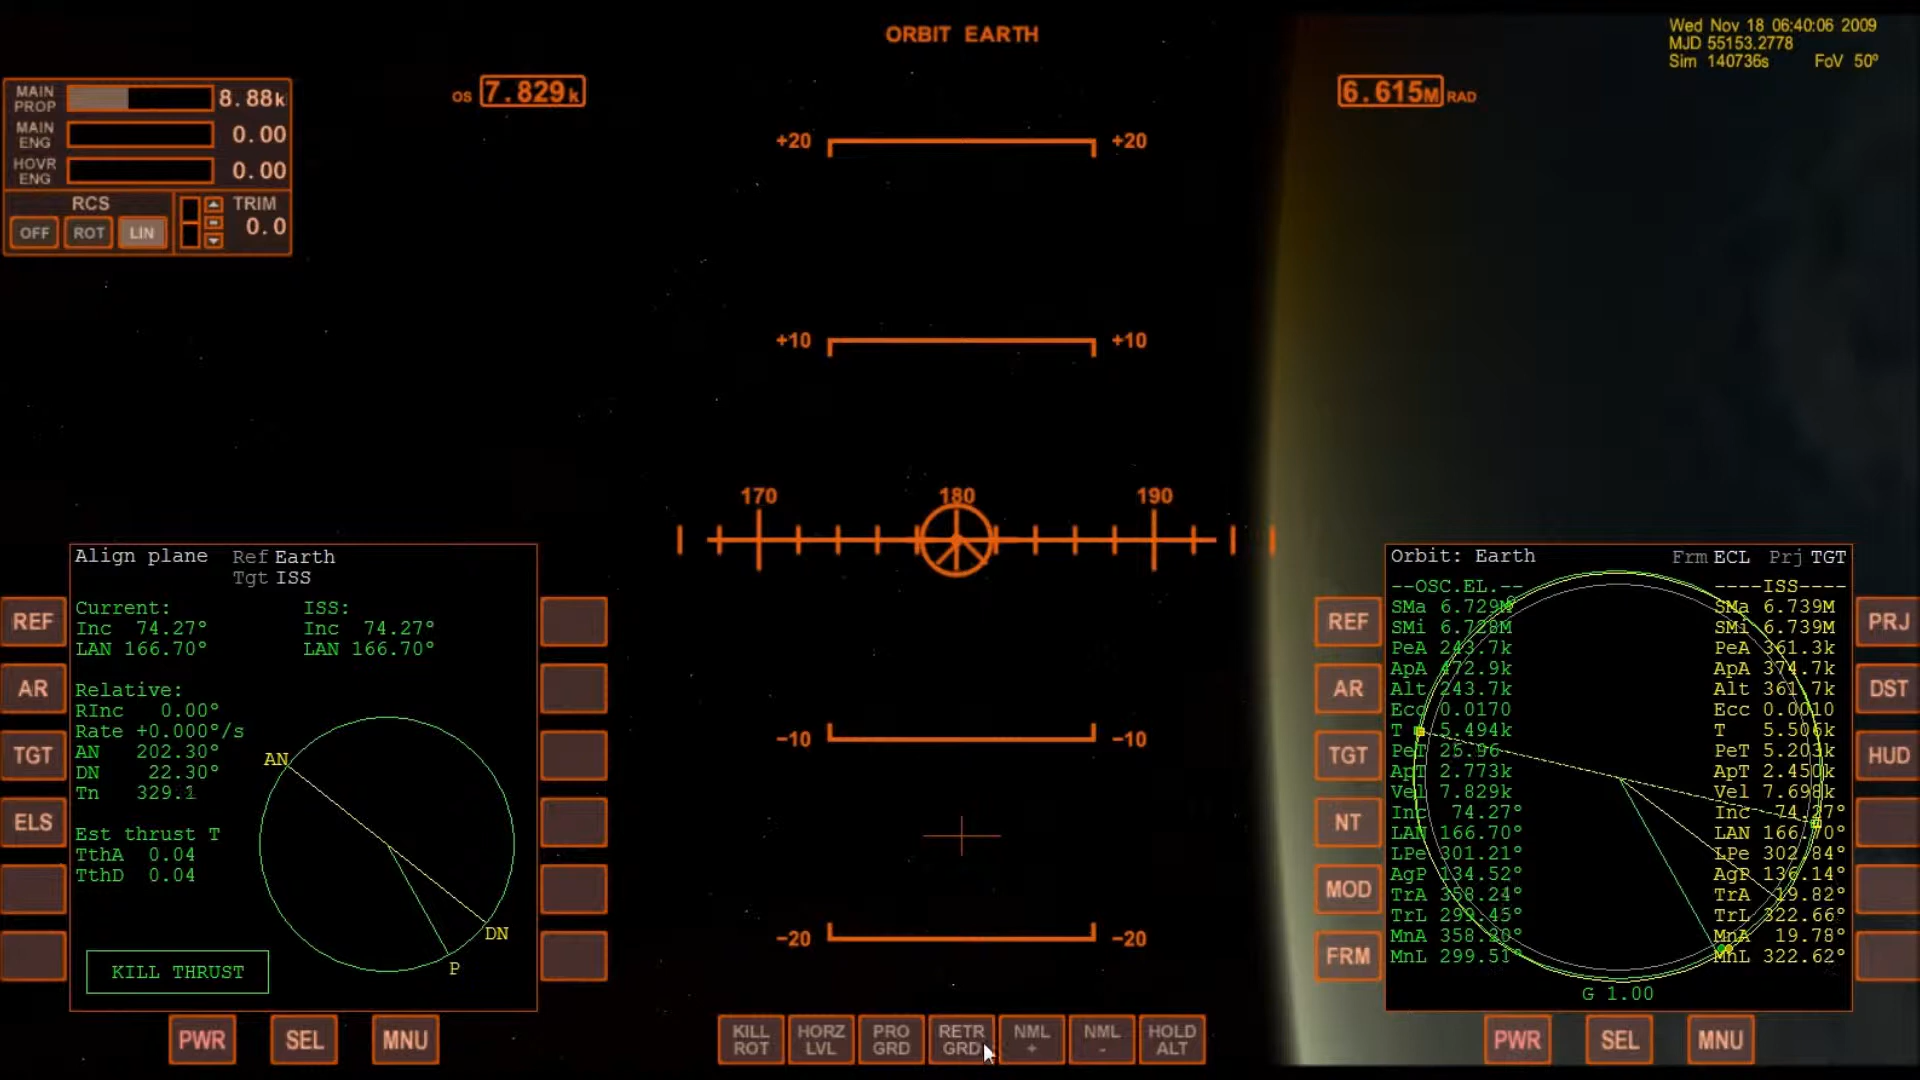 ORBIT EARTH
Wed Nov 18 06:40:06 2009
MJD 55153.2778
Sim 140736s FoV 50º
MAIN PROP 8.88k
MAIN ENG 0.00
HOVR ENG 0.00
RCS
OFF ROT LIN
TRIM
0.0
OS 7.829k
6.615M RAD
+20 +20
+10 +10
170 180 190
-10 -10
-20 -20
Align plane Ref Earth
Tgt ISS
Current: ISS:
Inc 74.27° Inc 74.27°
LAN 166.70° LAN 166.70°
Relative:
RInc 0.00°
Rate +0.000°/s
AN 202.30°
DN 22.30°
Tn 329.1
Est thrust T
TthA 0.04
TthD 0.04
KILL THRUST
AN
DN
P
REF
AR
TGT
ELS
PWR SEL MNU
KILL ROT
HORZ LVL
PRO GRD
RETR GRD
NML +
NML -
HOLD ALT
Orbit: Earth Frm ECL Prj TGT
--OSC.EL.-- ----ISS----
SMa 6.729M SMa 6.739M
SMi 6.728M SMi 6.739M
PeA 243.7k PeA 361.3k
ApA 472.9k ApA 374.7k
Alt 243.7k Alt 361.7k
Ecc 0.0170 Ecc 0.0010
T 5.494k T 5.506k
PeT 25.96 PeT 5.203k
ApT 2.773k ApT 2.450k
Vel 7.829k Vel 7.698k
Inc 74.27° Inc 74.27°
LAN 166.70° LAN 166.70°
LPe 301.21° LPe 302.84°
AgP 134.52° AgP 136.14°
TrA 358.24° TrA 19.82°
TrL 299.45° TrL 322.66°
MnA 358.30° MnA 19.78°
MnL 299.51° MnL 322.62°
G 1.00
REF
AR
TGT
NT
MOD
FRM
PRJ
DST
HUD
PWR SEL MNU